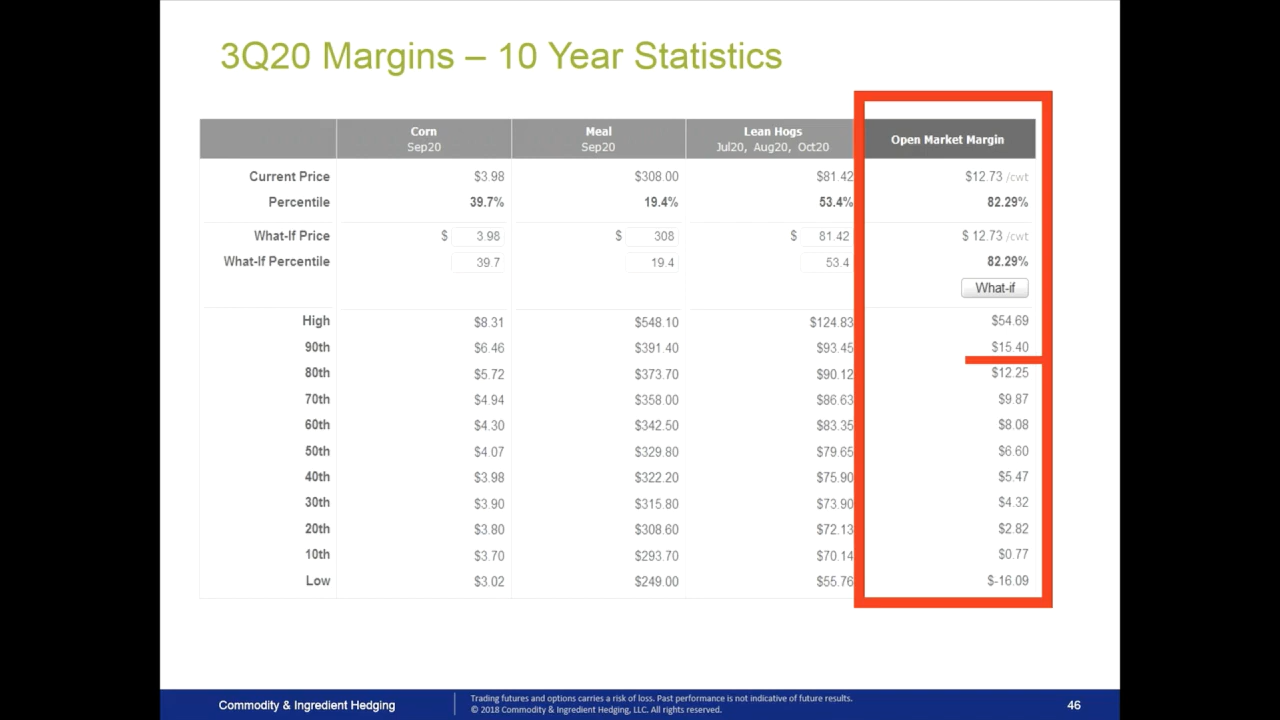 3Q20 Margins – 10 Year Statistics
Corn Meal Lean Hogs Open Market Margin
Sep20 Sep20 Jul20, Aug20, Oct20
Current Price $3.98 $308.00 $81.42 $12.73 /cwt
Percentile 39.7% 19.4% 53.4% 82.29%
What-If Price $ 3.98 $ 308 $ 81.42 $ 12.73 /cwt
What-If Percentile 39.7 19.4 53.4 82.29%
What-if
High $8.31 $548.10 $124.83 $54.69
90th $6.46 $391.40 $93.45 $15.40
80th $5.72 $373.70 $90.12 $12.25
70th $4.94 $358.00 $86.63 $9.87
60th $4.30 $342.50 $83.35 $8.08
50th $4.07 $329.80 $79.65 $6.60
40th $3.98 $322.20 $75.90 $5.47
30th $3.90 $315.80 $73.90 $4.32
20th $3.80 $308.60 $72.13 $2.82
10th $3.70 $293.70 $70.14 $0.77
Low $3.02 $249.00 $55.76 $-16.09
Commodity & Ingredient Hedging
Trading futures and options carries a risk of loss. Past performance is not indicative of future results.
© 2018 Commodity & Ingredient Hedging, LLC. All rights reserved.
46